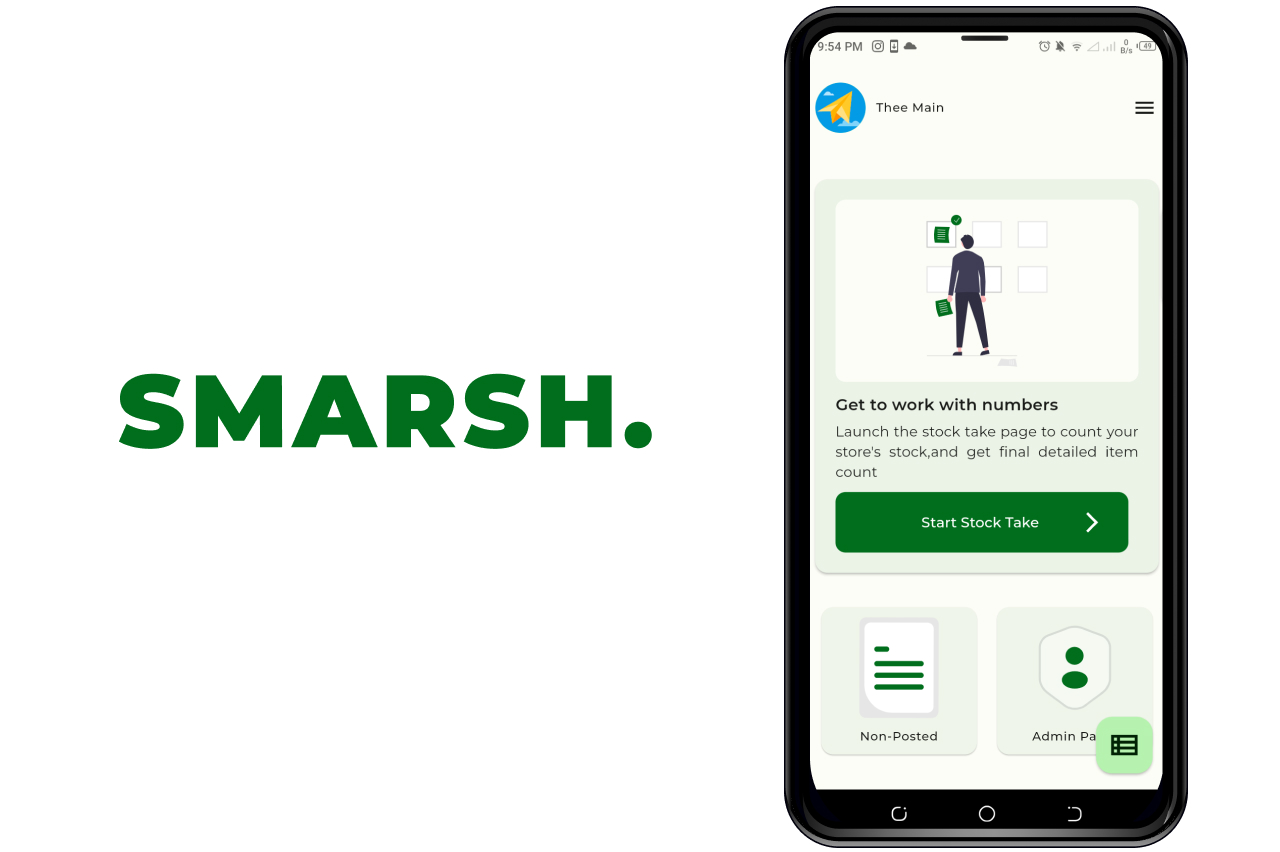 SMARSH.
9:54 PM
0
B/s
49
Thee Main
Get to work with numbers
Launch the stock take page to count your
store's stock,and get final detailed item
count
Start Stock Take
Non-Posted
Admin Pa